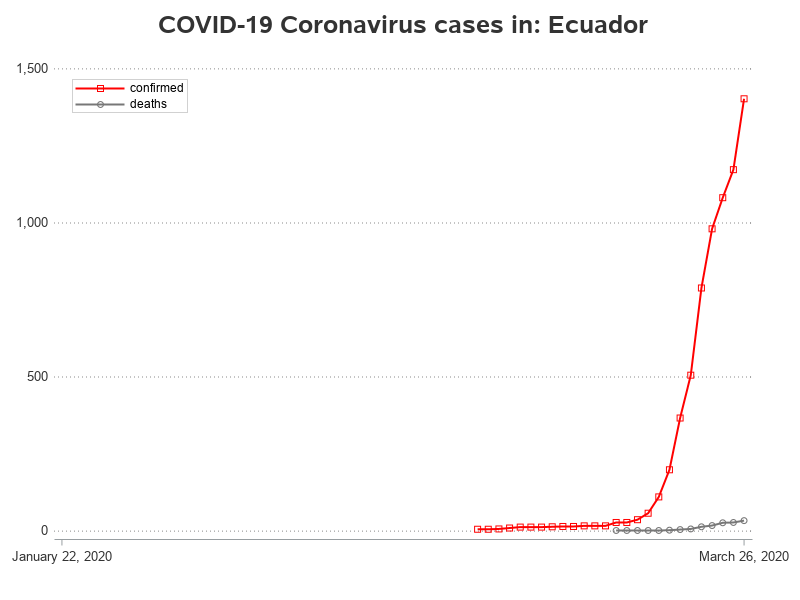 COVID-19 Coronavirus cases in: Ecuador
1,500
confirmed
deaths
1,000
500
0
January 22, 2020
March 26, 2020